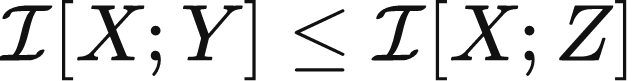 ℐ[X; Y] ≤ ℐ[X; Z]